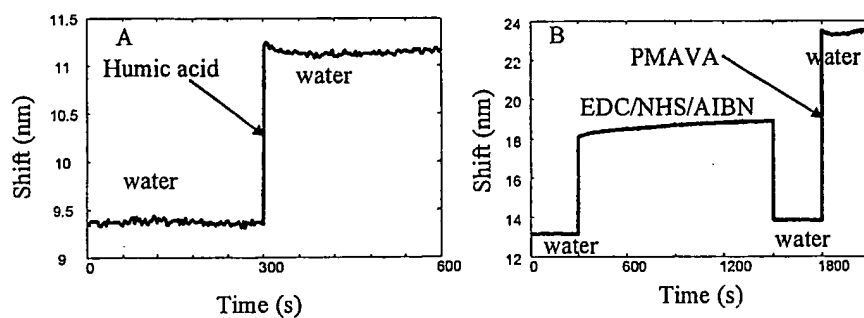 A
11.5
11
10.5
10
9.5
9
Shift (nm)
Humic acid
water
water
0
300
600
Time (s)
B
24
22
20
18
16
14
12
Shift (nm)
PMAVA
water
EDC/NHS/AIBN
water
water
0
600
1200
1800
Time (s)